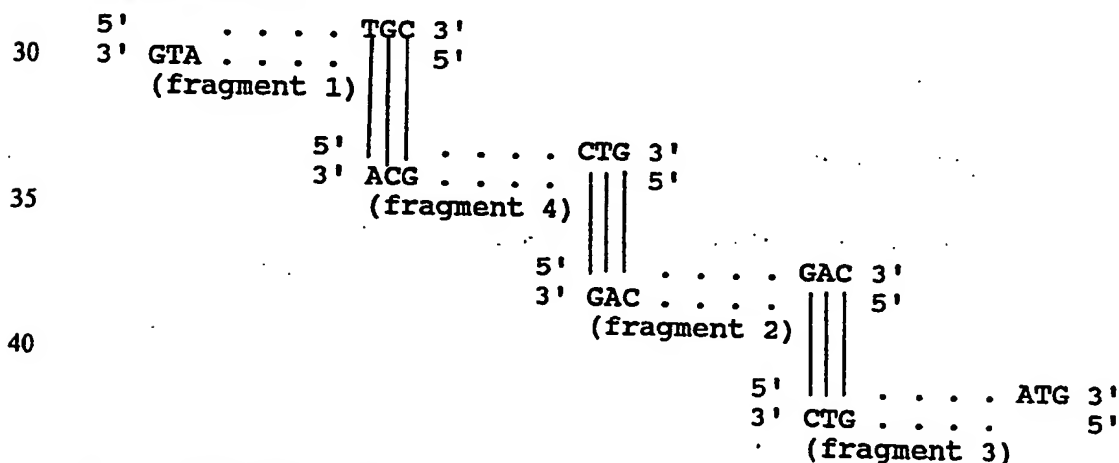 5' . . . . TGC 3'
30 3' GTA . . . . 5'
(fragment 1)
5' . . . . CTG 3'
3' ACG . . . . 5'
35 (fragment 4)
5' . . . . GAC 3'
3' GAC . . . . 5'
(fragment 2)
40
5' . . . . ATG 3'
3' CTG . . . . 5'
(fragment 3)